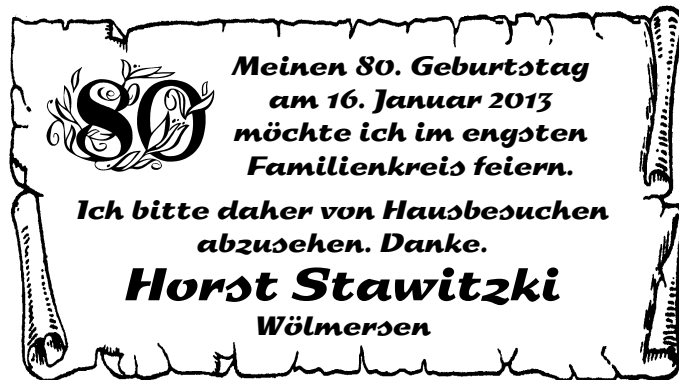 80
Meinen 80. Geburtstag
am 16. Januar 2013
möchte ich im engsten
Familienkreis feiern.
Ich bitte daher von Hausbesuchen
abzusehen. Danke.
Horst Stawitzki
Wölmersen